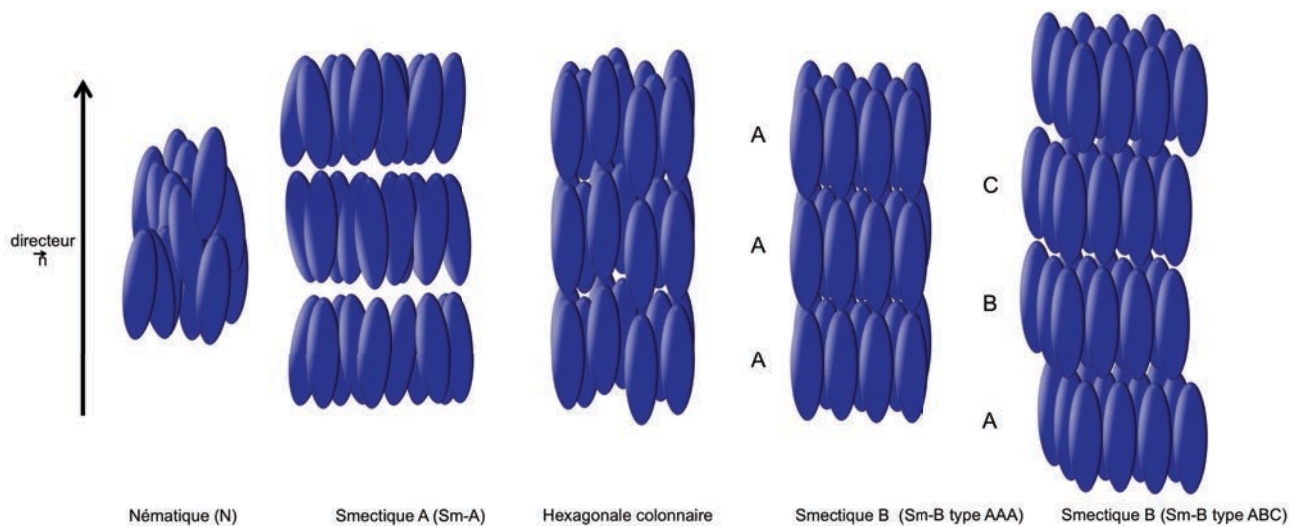 directeur
n
A
A
A
C
B
A
Nématique (N)
Smectique A (Sm-A)
Hexagonale colonnaire
Smectique B (Sm-B type AAA)
Smectique B (Sm-B type ABC)